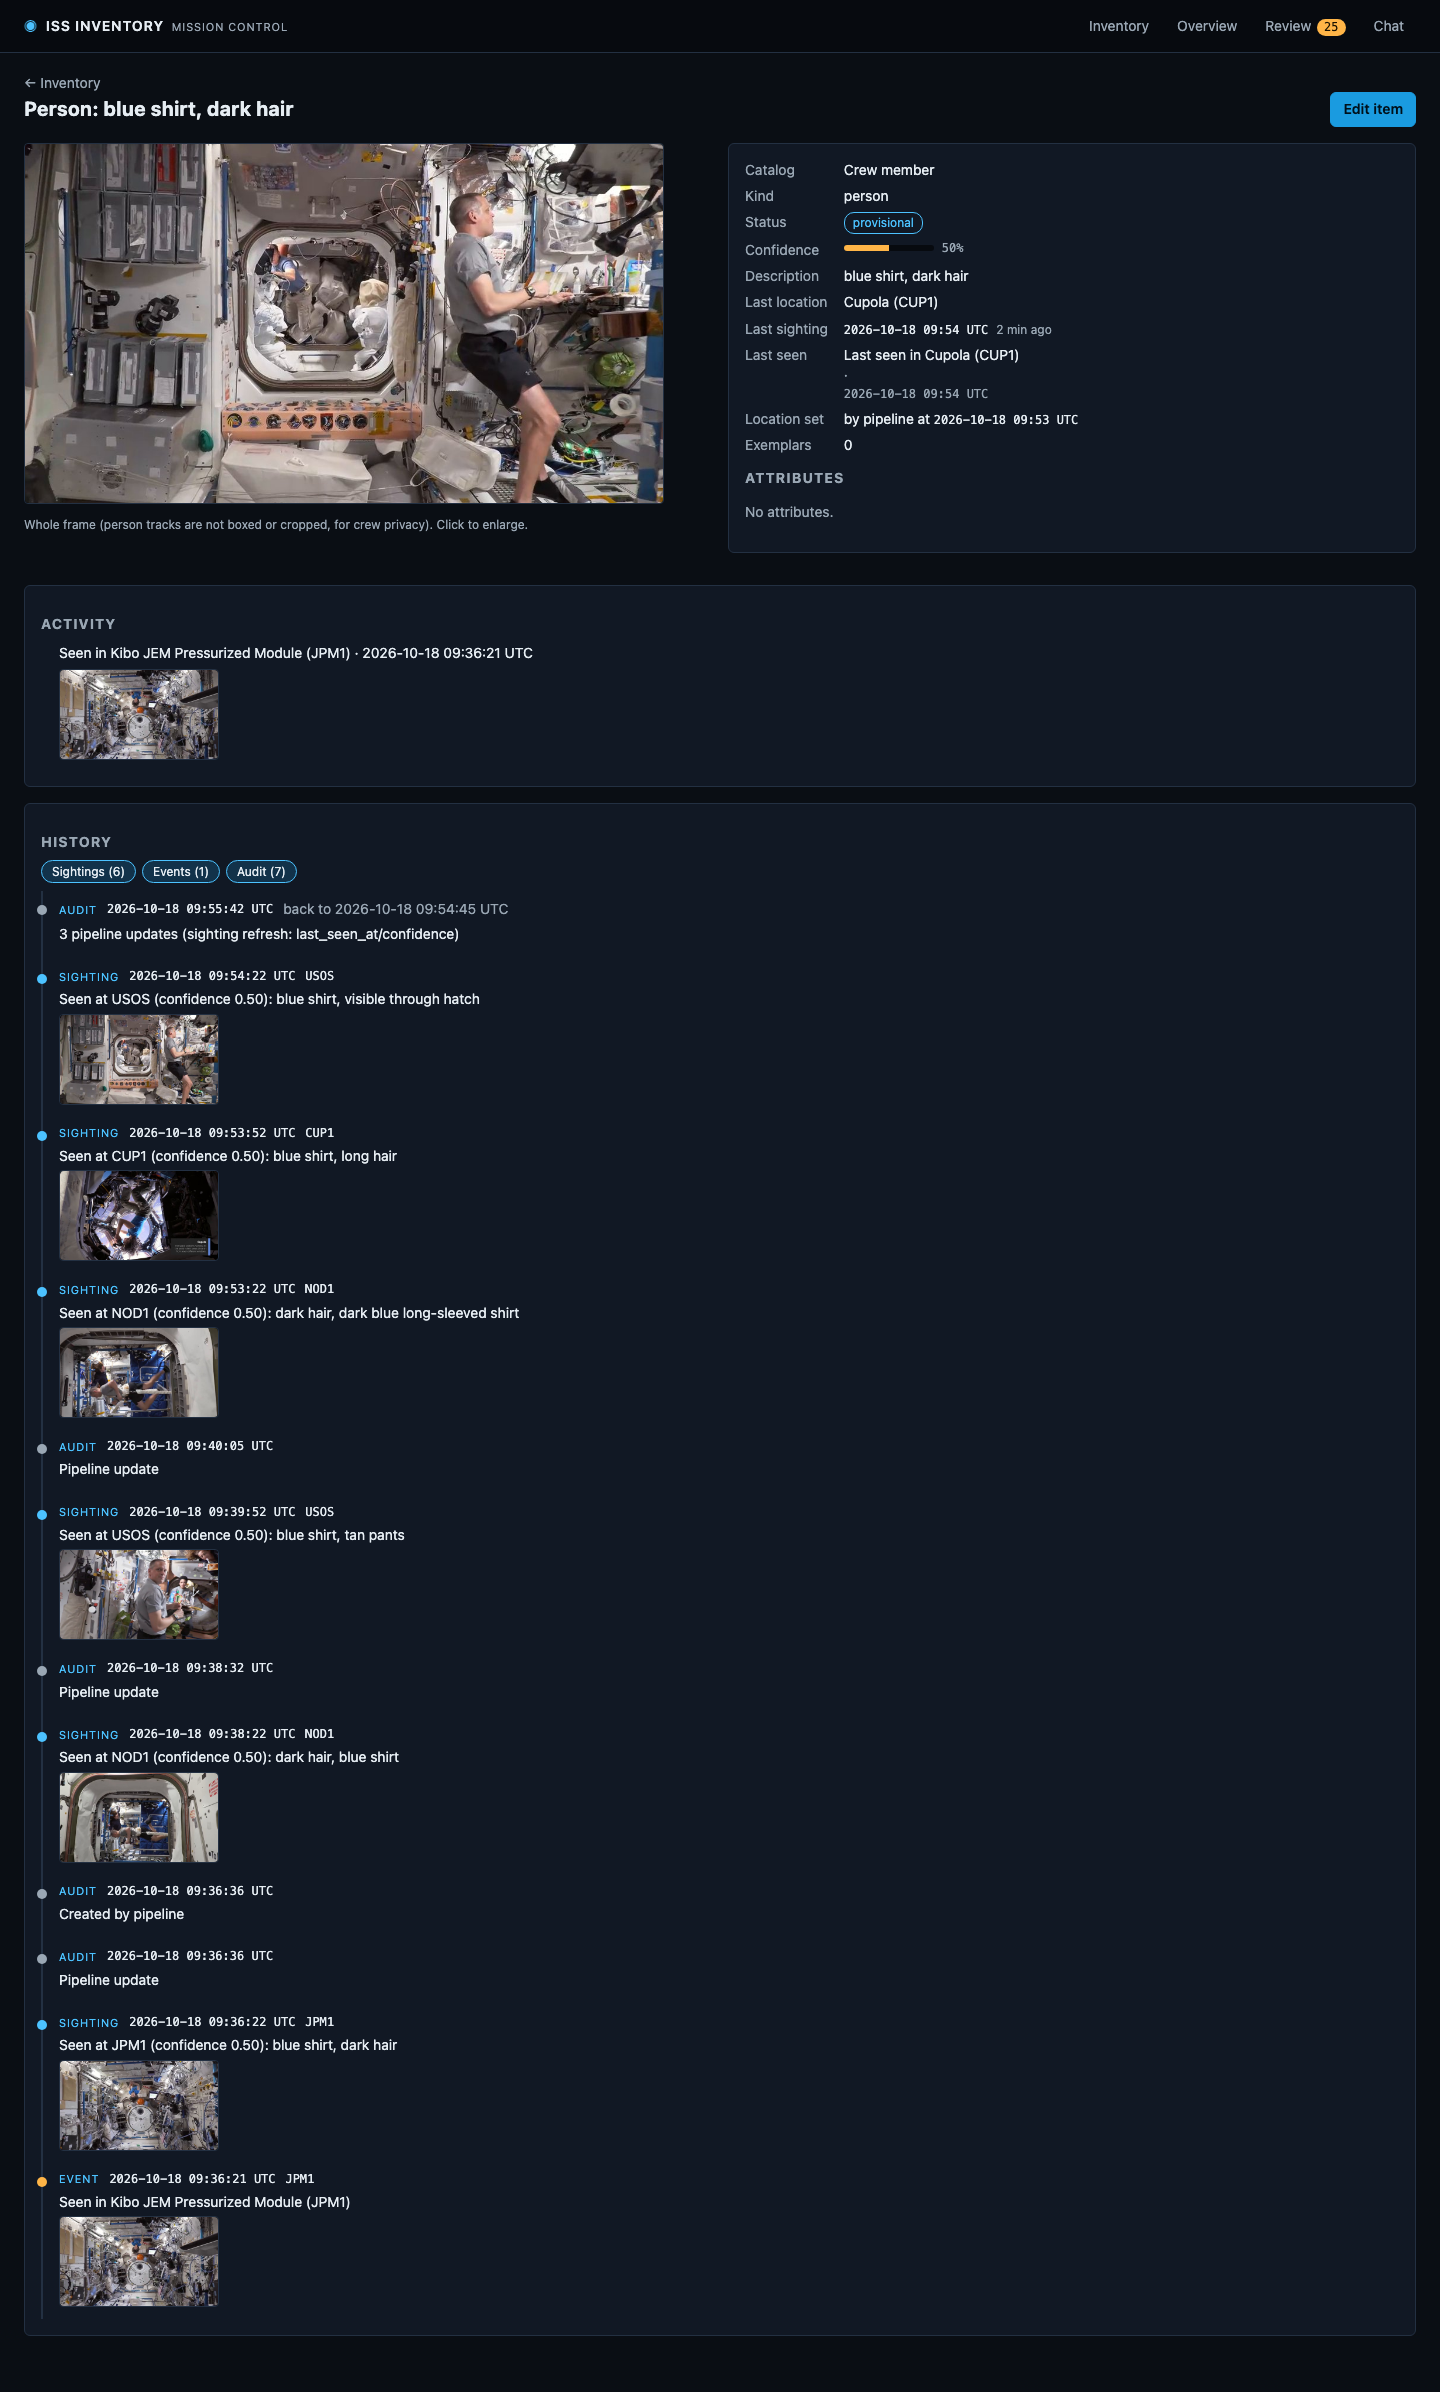 ISS INVENTORY MISSION CONTROL
Inventory
Overview
Review 25
Chat
← Inventory
Person: blue shirt, dark hair
Edit item
Whole frame (person tracks are not boxed or cropped, for crew privacy). Click to enlarge.
Catalog Crew member
Kind person
Status provisional
Confidence 50%
Description blue shirt, dark hair
Last location Cupola (CUP1)
Last sighting 2026-10-18 09:54 UTC 2 min ago
Last seen Last seen in Cupola (CUP1)
·
2026-10-18 09:54 UTC
Location set by pipeline at 2026-10-18 09:53 UTC
Exemplars 0
ATTRIBUTES
No attributes.
ACTIVITY
Seen in Kibo JEM Pressurized Module (JPM1) · 2026-10-18 09:36:21 UTC
HISTORY
Sightings (6) Events (1) Audit (7)
AUDIT 2026-10-18 09:55:42 UTC back to 2026-10-18 09:54:45 UTC
3 pipeline updates (sighting refresh: last_seen_at/confidence)
SIGHTING 2026-10-18 09:54:22 UTC USOS
Seen at USOS (confidence 0.50): blue shirt, visible through hatch
SIGHTING 2026-10-18 09:53:52 UTC CUP1
Seen at CUP1 (confidence 0.50): blue shirt, long hair
SIGHTING 2026-10-18 09:53:22 UTC NOD1
Seen at NOD1 (confidence 0.50): dark hair, dark blue long-sleeved shirt
AUDIT 2026-10-18 09:40:05 UTC
Pipeline update
SIGHTING 2026-10-18 09:39:52 UTC USOS
Seen at USOS (confidence 0.50): blue shirt, tan pants
AUDIT 2026-10-18 09:38:32 UTC
Pipeline update
SIGHTING 2026-10-18 09:38:22 UTC NOD1
Seen at NOD1 (confidence 0.50): dark hair, blue shirt
AUDIT 2026-10-18 09:36:36 UTC
Created by pipeline
AUDIT 2026-10-18 09:36:36 UTC
Pipeline update
SIGHTING 2026-10-18 09:36:22 UTC JPM1
Seen at JPM1 (confidence 0.50): blue shirt, dark hair
EVENT 2026-10-18 09:36:21 UTC JPM1
Seen in Kibo JEM Pressurized Module (JPM1)